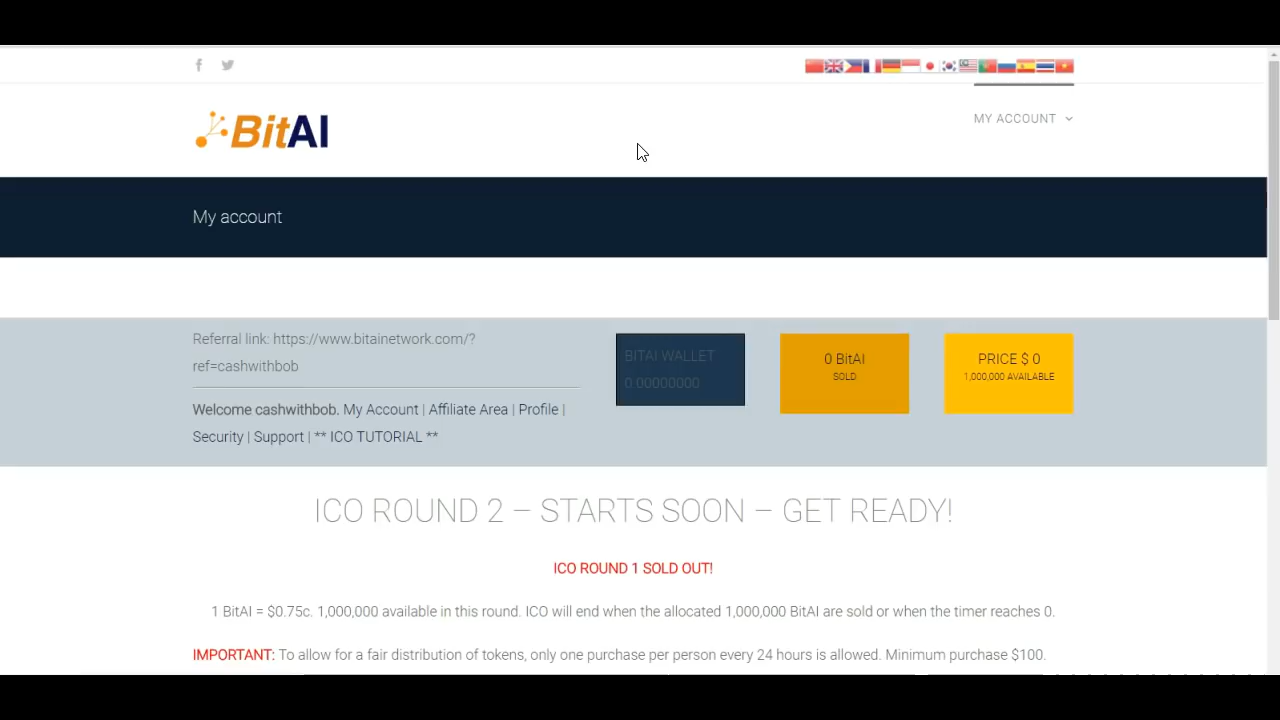 BitAI
MY ACCOUNT
My account
Referral link: https://www.bitainetwork.com/?
ref=cashwithbob
Welcome cashwithbob. My Account | Affiliate Area | Profile |
Security | Support | ** ICO TUTORIAL **
BITAI WALLET
0.00000000
0 BitAI
SOLD
PRICE $ 0
1,000,000 AVAILABLE
ICO ROUND 2 – STARTS SOON – GET READY!
ICO ROUND 1 SOLD OUT!
1 BitAI = $0.75c. 1,000,000 available in this round. ICO will end when the allocated 1,000,000 BitAI are sold or when the timer reaches 0.
IMPORTANT: To allow for a fair distribution of tokens, only one purchase per person every 24 hours is allowed. Minimum purchase $100.